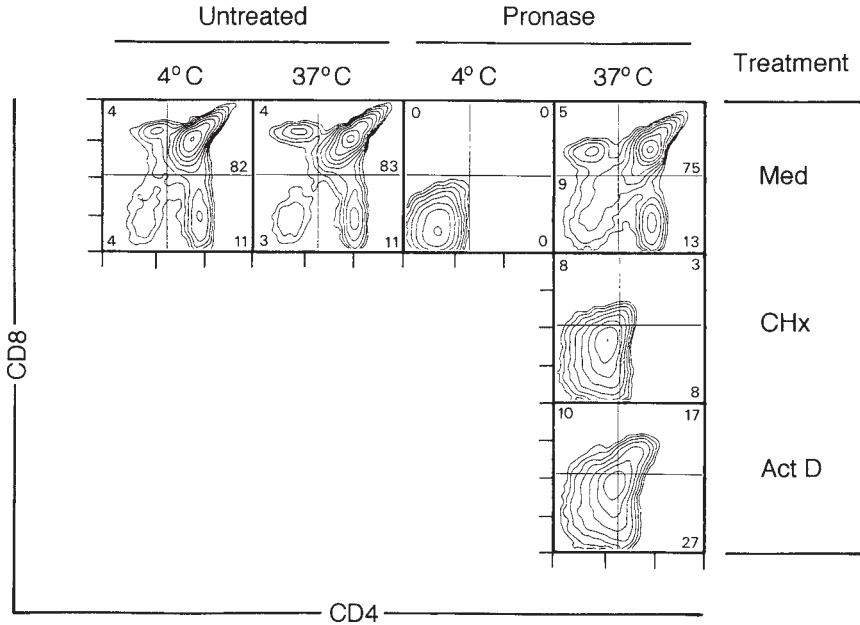 Untreated Pronase
4° C 37° C 4° C 37° C Treatment
4 4 0 0 5
82 83 75 Med
9
4 11 3 11 0 13
8 3
CHx
8
10 17
Act D
27
CD8
CD4